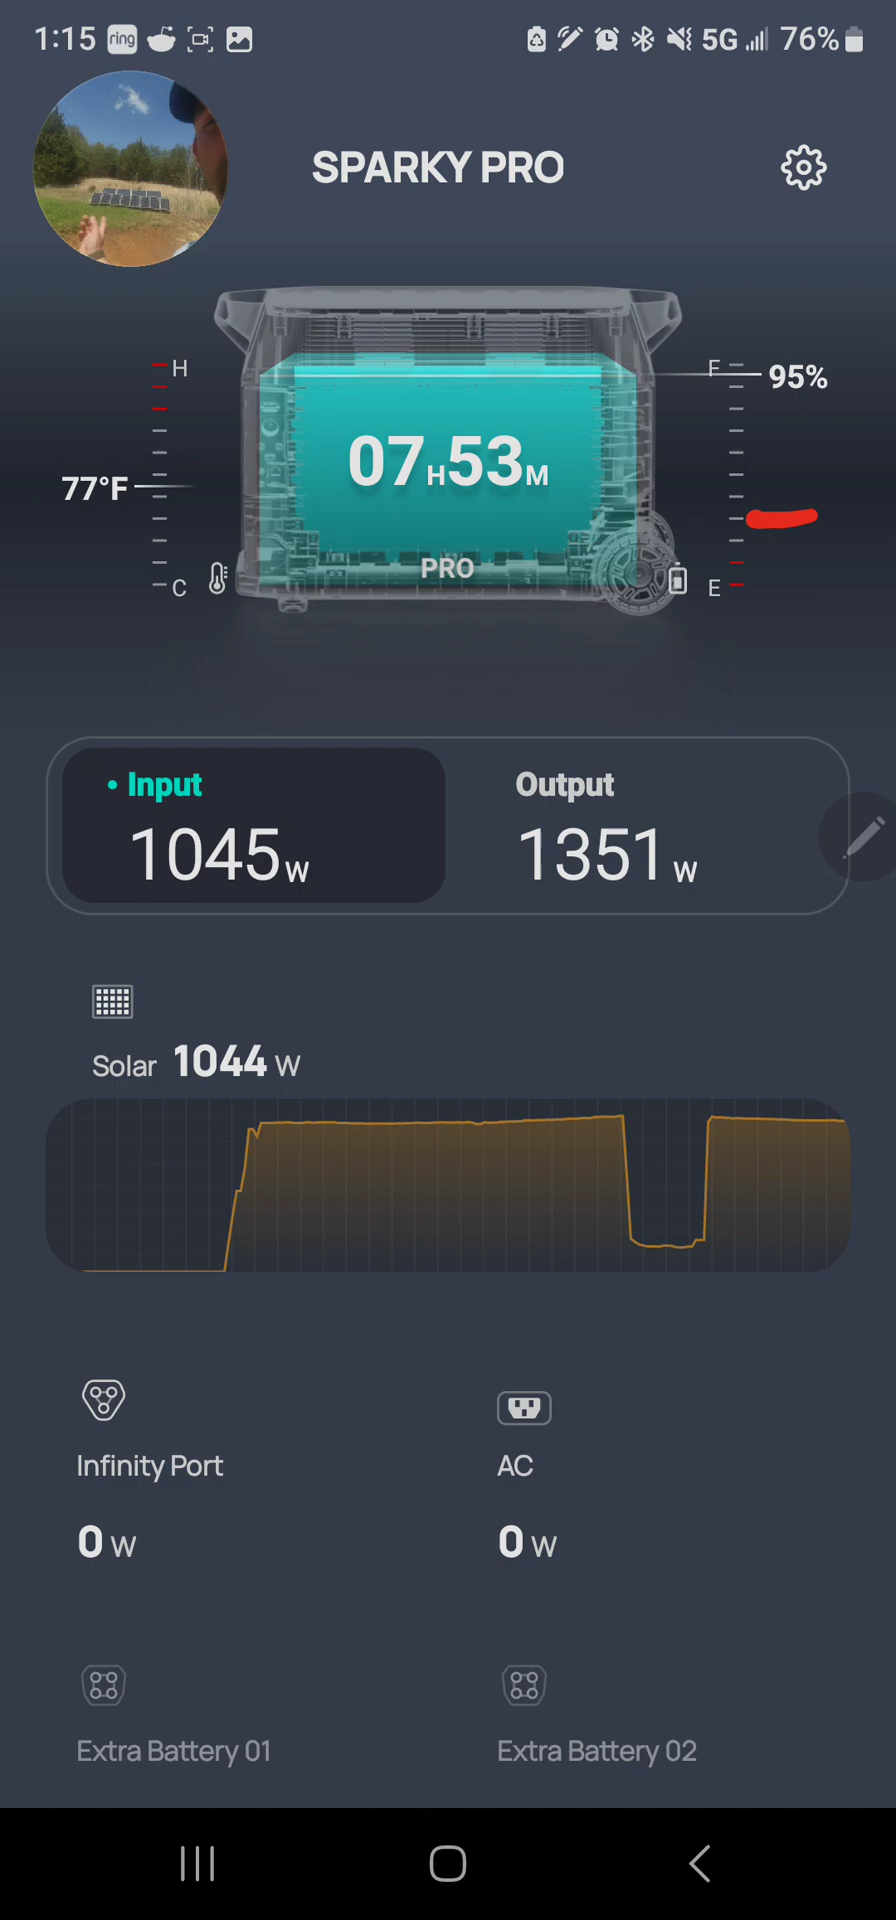 1:15 ring 5G 76%
SPARKY PRO
H
F
95%
07H53M
77°F
PRO
C
E
Input
Output
1045W
1351W
Solar 1044 W
Infinity Port
AC
0 W
0 W
Extra Battery 01
Extra Battery 02